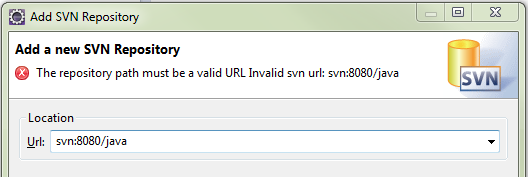 Add SVN Repository
Add a new SVN Repository
The repository path must be a valid URL Invalid svn url: svn:8080/java
SVN
Location
Url: svn:8080/java